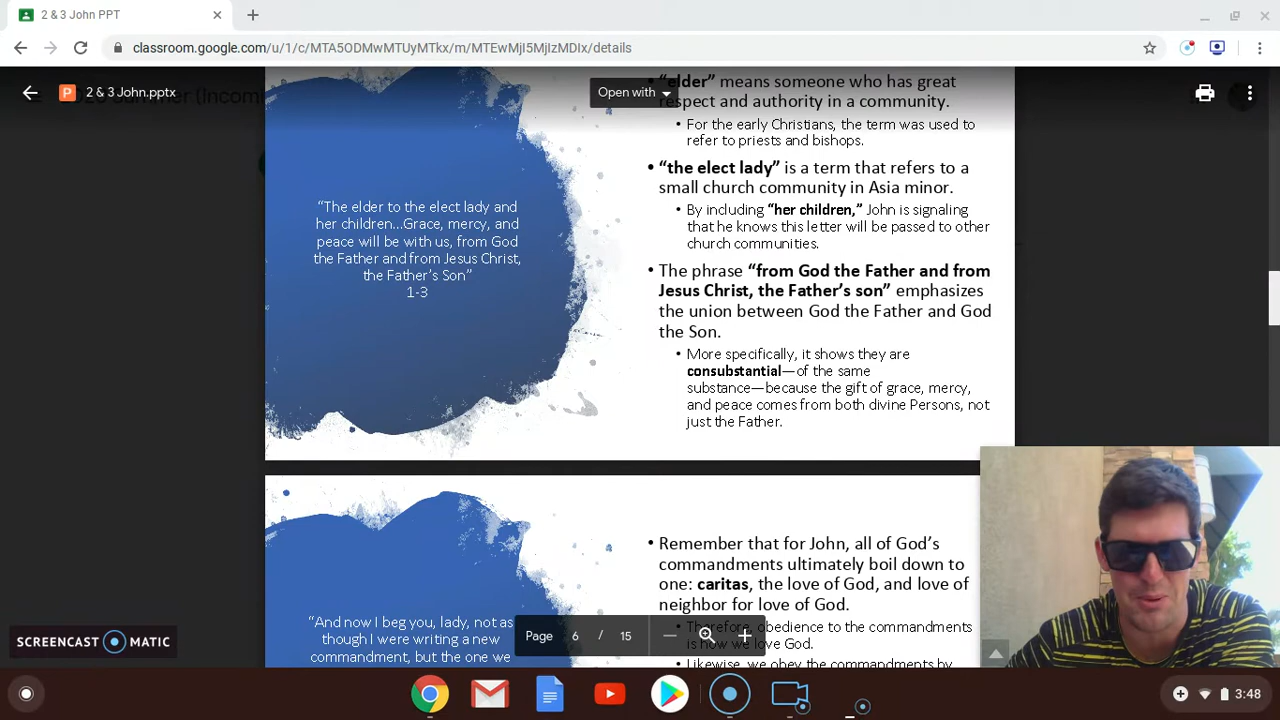 2 & 3 John PPT
classroom.google.com/u/1/c/MTA5ODMwMTUyMTkx/m/MTEwMjI5MjIzMDIx/details
2 & 3 John.pptx
Open with
“elder” means someone who has great
respect and authority in a community.
• For the early Christians, the term was used to
refer to priests and bishops.
• “the elect lady” is a term that refers to a
small church community in Asia minor.
• By including “her children,” John is signaling
that he knows this letter will be passed to other
church communities.
• The phrase “from God the Father and from
Jesus Christ, the Father’s son” emphasizes
the union between God the Father and God
the Son.
• More specifically, it shows they are
consubstantial—of the same
substance—because the gift of grace, mercy,
and peace comes from both divine Persons, not
just the Father.
“The elder to the elect lady and
her children...Grace, mercy, and
peace will be with us, from God
the Father and from Jesus Christ,
the Father’s Son”
1-3
• Remember that for John, all of God’s
commandments ultimately boil down to
one: caritas, the love of God, and love of
neighbor for love of God.
• Therefore, obedience to the commandments
is how we love God.
• Likewise, we obey the commandments by
“And now I beg you, lady, not as
though I were writing a new
commandment, but the one we
Page 6 / 15
SCREENCAST MATIC
3:48